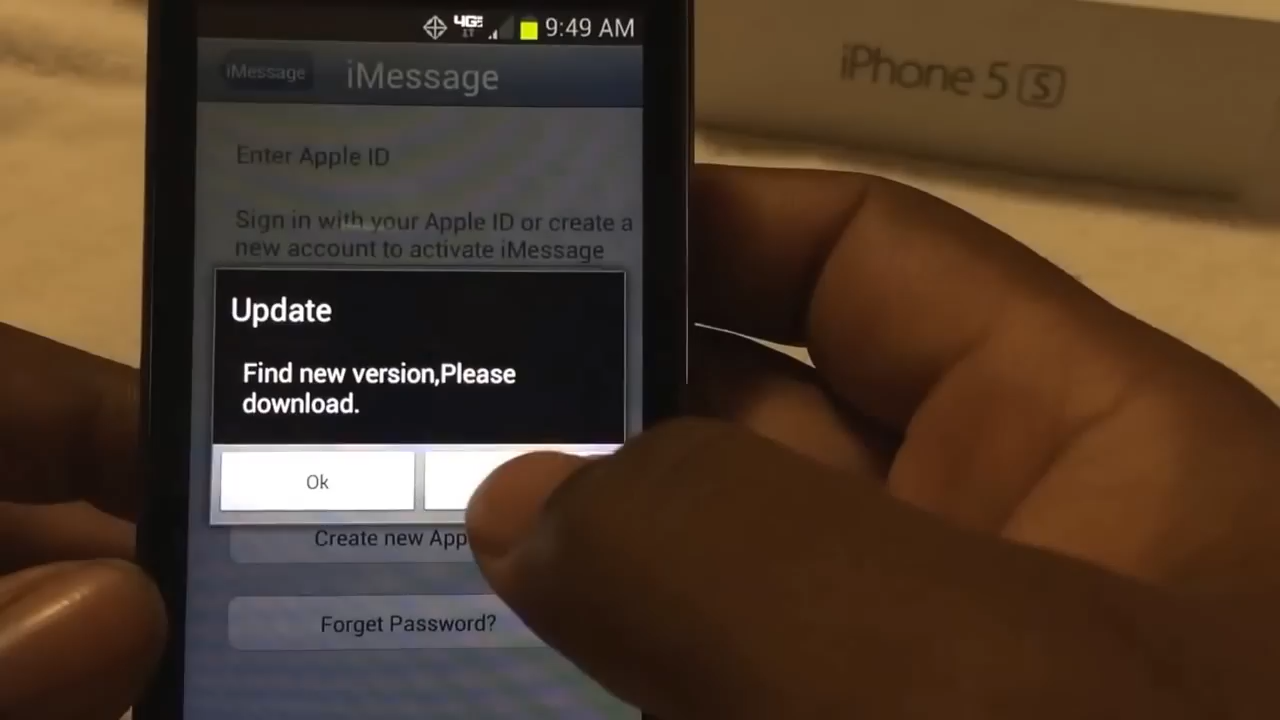 4G
9:49 AM
iMessage
iMessage
iPhone 5 S
Enter Apple ID
Sign in with your Apple ID or create a
new account to activate iMessage
Update
Find new version,Please
download.
Ok
Create new App
Forget Password?